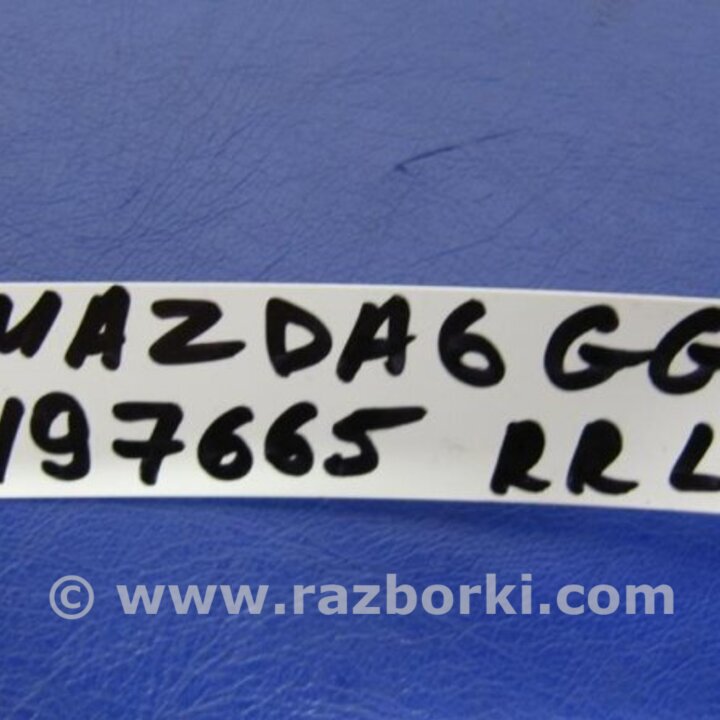 MAZDA6 GG
197665 RR L
© www.razborki.com